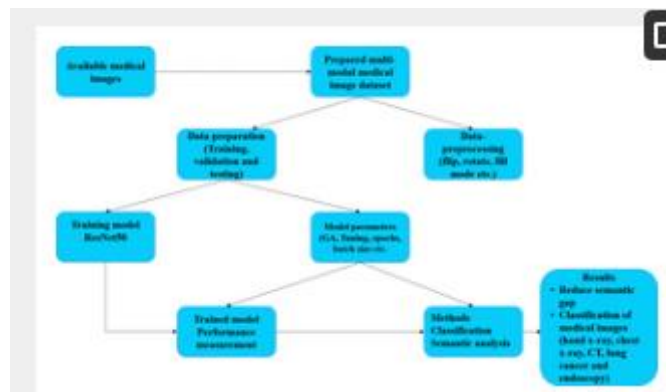 Available medical
images
Prepared multi
modal medical
image dataset
Data preparation
(Training,
validation and
testing)
Data-
preprocessing
(flip, rotate, fill
mode etc.)
Training model
ResNet50
Model parameters
(GA, Tuning, epochs,
batch size etc.
Trained model
Performance
measurement
Methods
Classification
Semantic analysis
Results
• Reduce semantic
gap
• Classification of
medical images
(hand x-ray, chest
x-ray, CT, lung
cancer and
endoscopy)